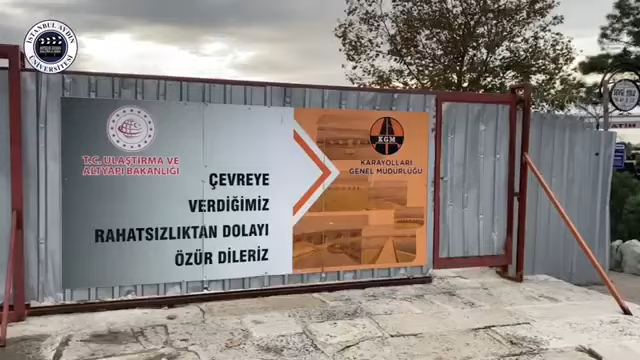 İSTANBUL AYDIN
ÜNİVERSİTESİ
T.C. ULAŞTIRMA VE
ALTYAPI BAKANLIĞI
ÇEVREYE
VERDİĞİMİZ
RAHATSIZLIKTAN DOLAYI
ÖZÜR DİLERİZ
KGM
KARAYOLLARI
GENEL MÜDÜRLÜĞÜ